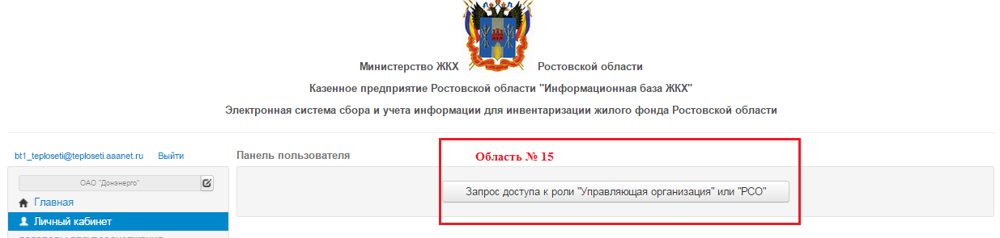 Министерство ЖКХ Ростовской области
Казенное предприятие Ростовской области "Информационная база ЖКХ"
Электронная система сбора и учета информации для инвентаризации жилого фонда Ростовской области
bt1_teploseti@teploseti.aaanet.ru Выйти
ОАО "Донэнерго"
Главная
Личный кабинет
Панель пользователя
Область № 15
Запрос доступа к роли "Управляющая организация" или "РСО"